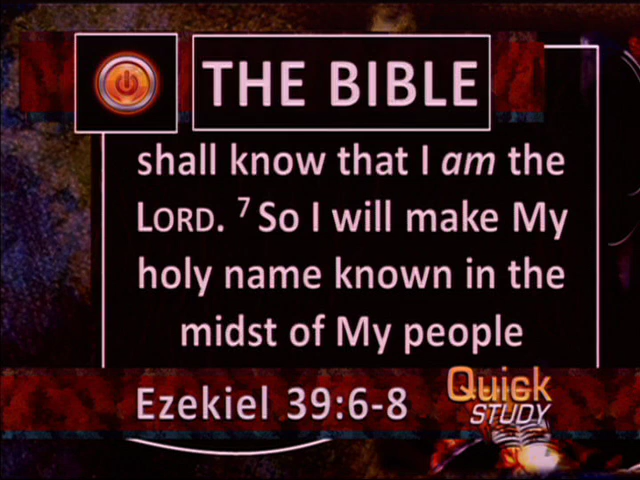 THE BIBLE
shall know that I am the
LORD. 7 So I will make My
holy name known in the
midst of My people
Ezekiel 39:6-8
Quick
STUDY